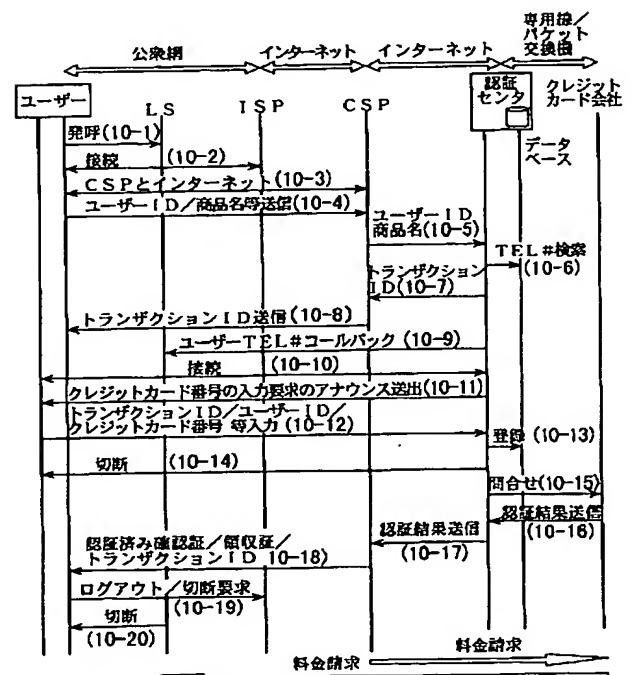 専用線／
パケット
交換機
公衆網
インターネット
インターネット
ユーザー
LS
ISP
CSP
認証
センタ
クレジット
カード会社
データ
ベース
発呼(10-1)
接続 (10-2)
CSPとインターネット(10-3)
ユーザーID／商品名等送信(10-4)
ユーザーID
商品名(10-5)
TEL#検索
(10-6)
トランザクション
ID(10-7)
トランザクションID送信(10-8)
ユーザーTEL#コールバック (10-9)
接続 (10-10)
クレジットカード番号の入力要求のアナウンス送出(10-11)
トランザクションID／ユーザーID／
クレジットカード番号 等入力 (10-12)
登録 (10-13)
切断 (10-14)
問合せ(10-15)
認証結果送信
(10-16)
認証結果送信
(10-17)
認証済み確認証／領収証／
トランザクションID 10-18)
ログアウト／切断要求
(10-19)
切断
(10-20)
料金請求
料金請求